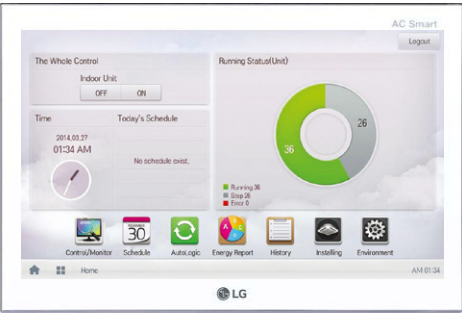 AC Smart
Logout
The Whole Control
Indoor Unit
OFF ON
Running Status(Unit)
26
36
Running 36
Stop 26
Error 0
Time
2014.03.27
01:34 AM
Today's Schedule
No schedule exist.
30
Control/Monitor Schedule AutoLogic Energy Report History Installing Environment
Home
AM 01:34
LG